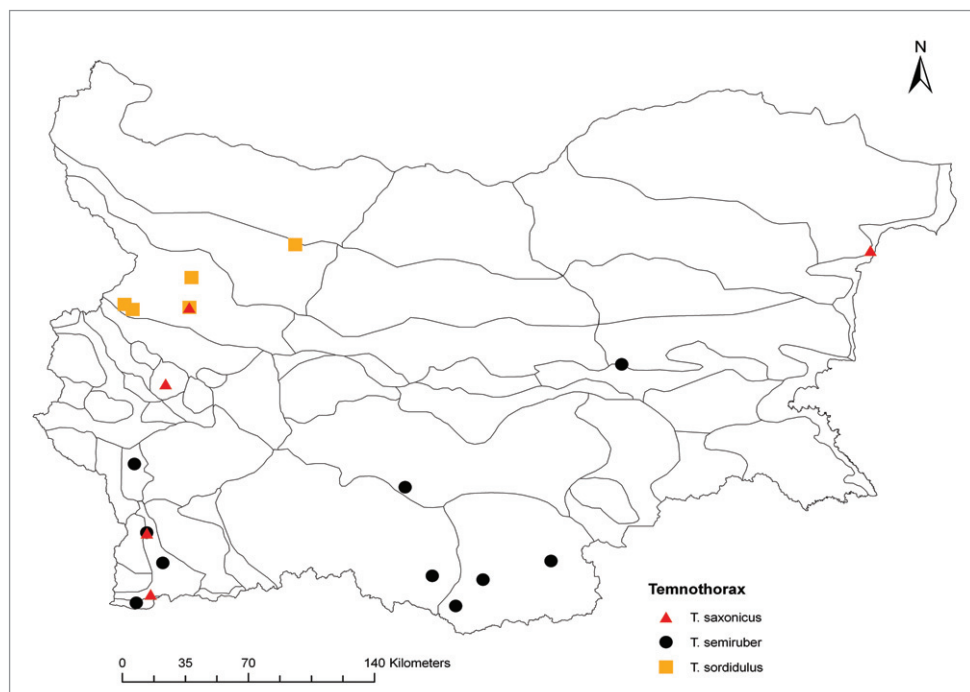 N
Temnothorax
T. saxonicus
T. semiruber
T. sordidulus
0 35 70 140 Kilometers